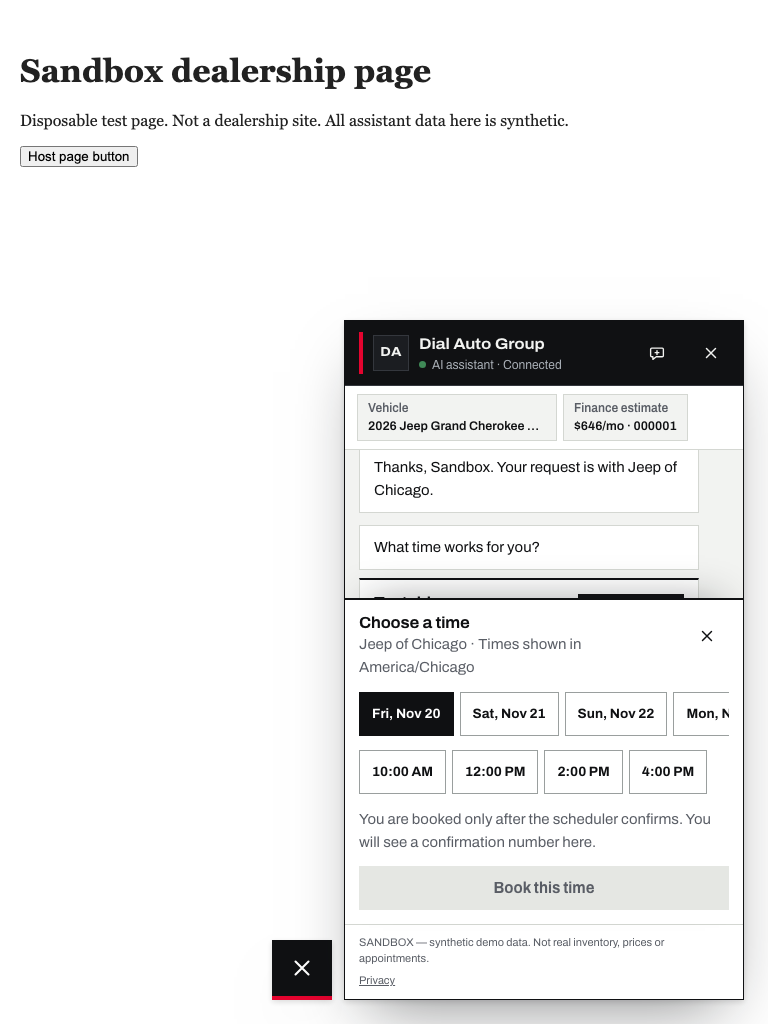 Sandbox dealership page
Disposable test page. Not a dealership site. All assistant data here is synthetic.
Host page button
DA
Dial Auto Group
AI assistant · Connected
Vehicle
2026 Jeep Grand Cherokee …
Finance estimate
$646/mo · 000001
Thanks, Sandbox. Your request is with Jeep of
Chicago.
What time works for you?
Choose a time
Jeep of Chicago · Times shown in
America/Chicago
Fri, Nov 20
Sat, Nov 21
Sun, Nov 22
Mon, N
10:00 AM
12:00 PM
2:00 PM
4:00 PM
You are booked only after the scheduler confirms. You
will see a confirmation number here.
Book this time
SANDBOX — synthetic demo data. Not real inventory, prices or
appointments.
Privacy